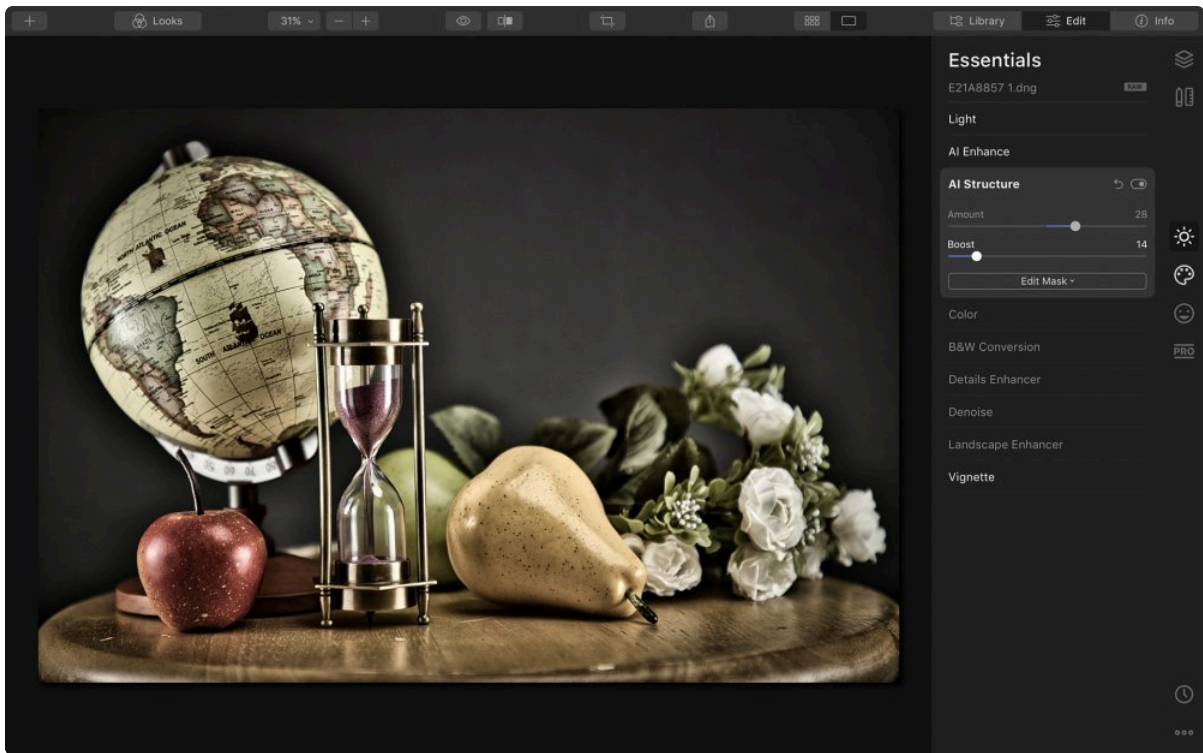 Looks
31%
Library
Edit
Info
Essentials
E21A8857 1.dng
RAW
Light
AI Enhance
AI Structure
Amount 28
Boost 14
Edit Mask
Color
B&W Conversion
Details Enhancer
Denoise
Landscape Enhancer
Vignette
PRO
NORTH ATLANTIC OCEAN
SOUTH ATLANTIC OCEAN